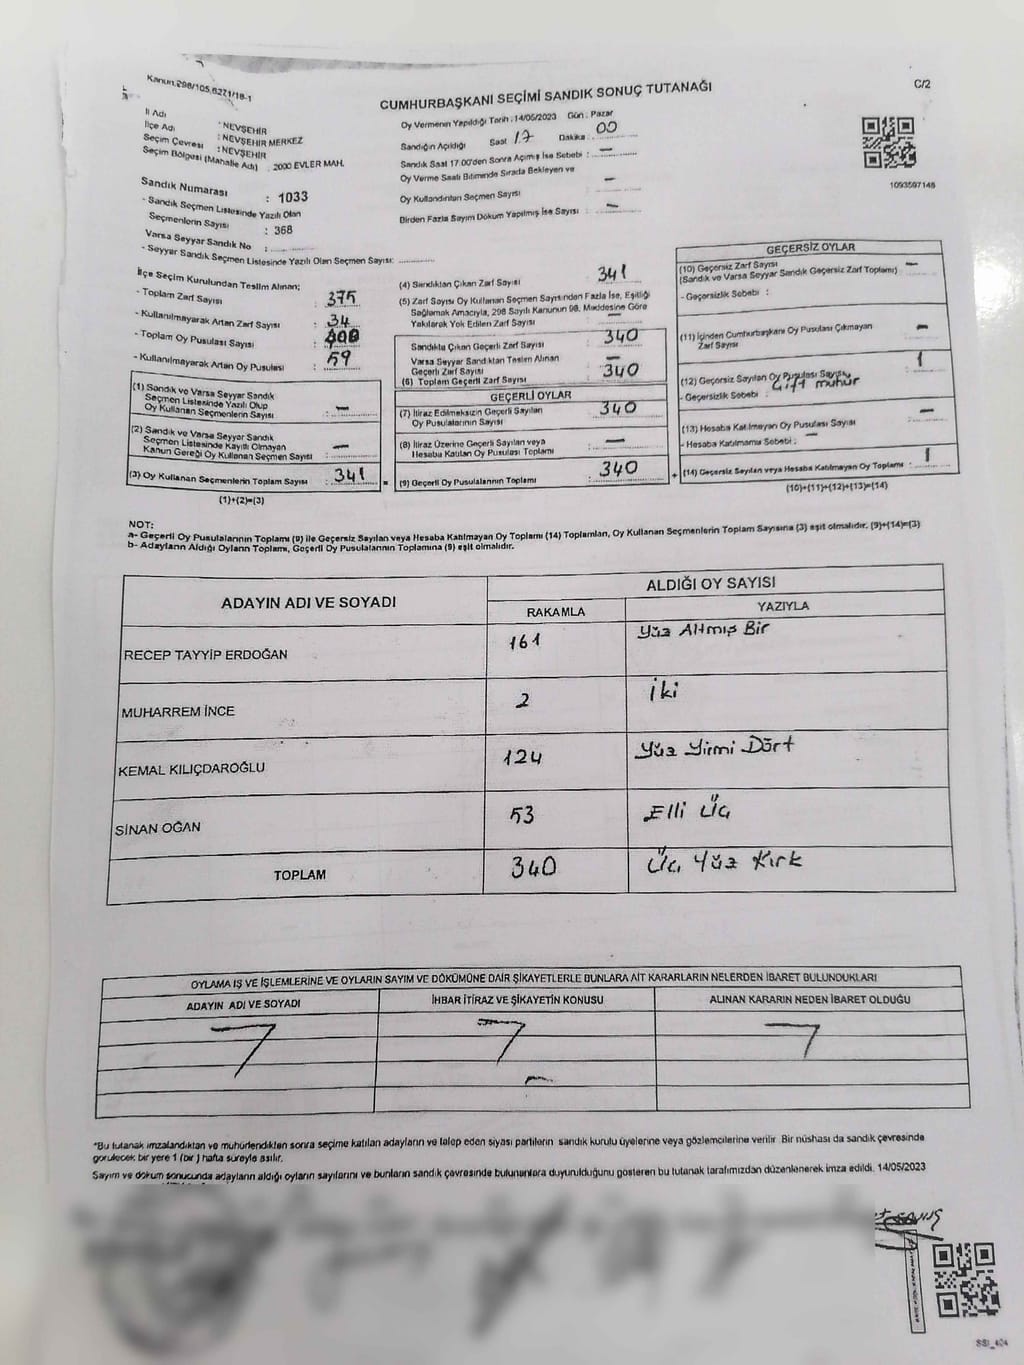 Kanun.298/105,6271/18-1
C/2
CUMHURBAŞKANI SEÇİMİ SANDIK SONUÇ TUTANAĞI
İl Adı : NEVŞEHİR
İlçe Adı : NEVŞEHİR MERKEZ
Seçim Çevresi : NEVŞEHİR
Seçim Bölgesi (Mahalle Adı) : 2000 EVLER MAH.
Sandık Numarası : 1033
- Sandık Seçmen Listesinde Yazılı Olan
Seçmenlerin Sayısı : 368
Varsa Seyyar Sandık No :
- Seyyar Sandık Seçmen Listesinde Yazılı Olan Seçmen Sayısı:
Oy Vermenin Yapıldığı Tarih : 14/05/2023 Gün : Pazar
Sandığın Açıldığı Saat 17 Dakika : 00
Sandık Saat 17:00'den Sonra Açımış İse Sebebi : —
Oy Verme Saati Bitiminde Sırada Bekleyen ve
Oy Kullandırılan Seçmen Sayısı —
Birden Fazla Sayım Döküm Yapılmış İse Sayısı : —
1093597148
İlçe Seçim Kurulundan Teslim Alınan;
- Toplam Zarf Sayısı : 375
- Kullanılmayarak Artan Zarf Sayısı : 34
- Toplam Oy Pusulası Sayısı :
- Kullanılmayarak Artan Oy Pusulası : 59
(1) Sandık ve Varsa Seyyar Sandık
Seçmen Listesinde Yazılı Olup
Oy Kullanan Seçmenlerin Sayısı : —
(2) Sandık ve Varsa Seyyar Sandık
Seçmen Listesinde Kayıtlı Olmayan
Kanun Gereği Oy Kullanan Seçmen Sayısı : —
(3) Oy Kullanan Seçmenlerin Toplam Sayısı : 341
(1)+(2)=(3)
(4) Sandıktan Çıkan Zarf Sayısı : 341
(5) Zarf Sayısı Oy Kullanan Seçmen Sayısından Fazla İse, Eşitliği
Sağlamak Amacıyla, 298 Sayılı Kanunun 98. Maddesine Göre
Yakılarak Yok Edilen Zarf Sayısı : —
Sandıkta Çıkan Geçerli Zarf Sayısı : 340
Varsa Seyyar Sandıktan Teslim Alınan
Geçerli Zarf Sayısı : —
(6) Toplam Geçerli Zarf Sayısı : 340
GEÇERLİ OYLAR
(7) İtiraz Edilmeksizin Geçerli Sayılan
Oy Pusulalarının Sayısı : 340
(8) İtiraz Üzerine Geçerli Sayılan veya
Hesaba Katılan Oy Pusulası Toplamı : —
= (9) Geçerli Oy Pusulalarının Toplamı : 340
GEÇERSİZ OYLAR
(10) Geçersiz Zarf Sayısı —
(Sandık ve Varsa Seyyar Sandık Geçersiz Zarf Toplamı)
- Geçersizlik Sebebi :
(11) İçinden Cumhurbaşkanı Oy Pusulası Çıkmayan
Zarf Sayısı : —
(12) Geçersiz Sayılan Oy Pusulası Sayısı : 1
- Geçersizlik Sebebi : Çift mühür
(13) Hesaba Katılmayan Oy Pusulası Sayısı : —
- Hesaba Katılmama Sebebi : —
+ (14) Geçersiz Sayılan veya Hesaba Katılmayan Oy Toplamı : 1
(10)+(11)+(12)+(13)=(14)
NOT:
a- Geçerli Oy Pusulalarının Toplamı (9) ile Geçersiz Sayılan veya Hesaba Katılmayan Oy Toplamı (14) Toplamları, Oy Kullanan Seçmenlerin Toplam Sayısına (3) eşit olmalıdır. (9)+(14)=(3)
b- Adayların Aldığı Oyların Toplamı, Geçerli Oy Pusulalarının Toplamına (9) eşit olmalıdır.
ADAYIN ADI VE SOYADI
ALDIĞI OY SAYISI
RAKAMLA YAZIYLA
RECEP TAYYİP ERDOĞAN 161 Yüz Altmış Bir
MUHARREM İNCE 2 İki
KEMAL KILIÇDAROĞLU 124 Yüz Yirmi Dört
SİNAN OĞAN 53 Elli Üç
TOPLAM 340 Üç Yüz Kırk
OYLAMA İŞ VE İŞLEMLERİNE VE OYLARIN SAYIM VE DÖKÜMÜNE DAİR ŞİKAYETLERLE BUNLARA AİT KARARLARIN NELERDEN İBARET BULUNDUKLARI
ADAYIN ADI VE SOYADI İHBAR İTİRAZ VE ŞİKAYETİN KONUSU ALINAN KARARIN NEDEN İBARET OLDUĞU
*Bu tutanak imzalandıktan ve mühürlendikten sonra seçime katılan adayların ve talep eden siyasi partilerin sandık kurulu üyelerine veya gözlemcilerine verilir. Bir nüshası da sandık çevresinde
görülecek bir yere 1 (bir) hafta süreyle asılır.
Sayım ve döküm sonucunda adayların aldığı oyların sayılarını ve bunların sandık çevresinde bulunanlara duyurulduğunu gösteren bu tutanak tarafımızdan düzenlenerek imza edildi. 14/05/2023
SSI_404